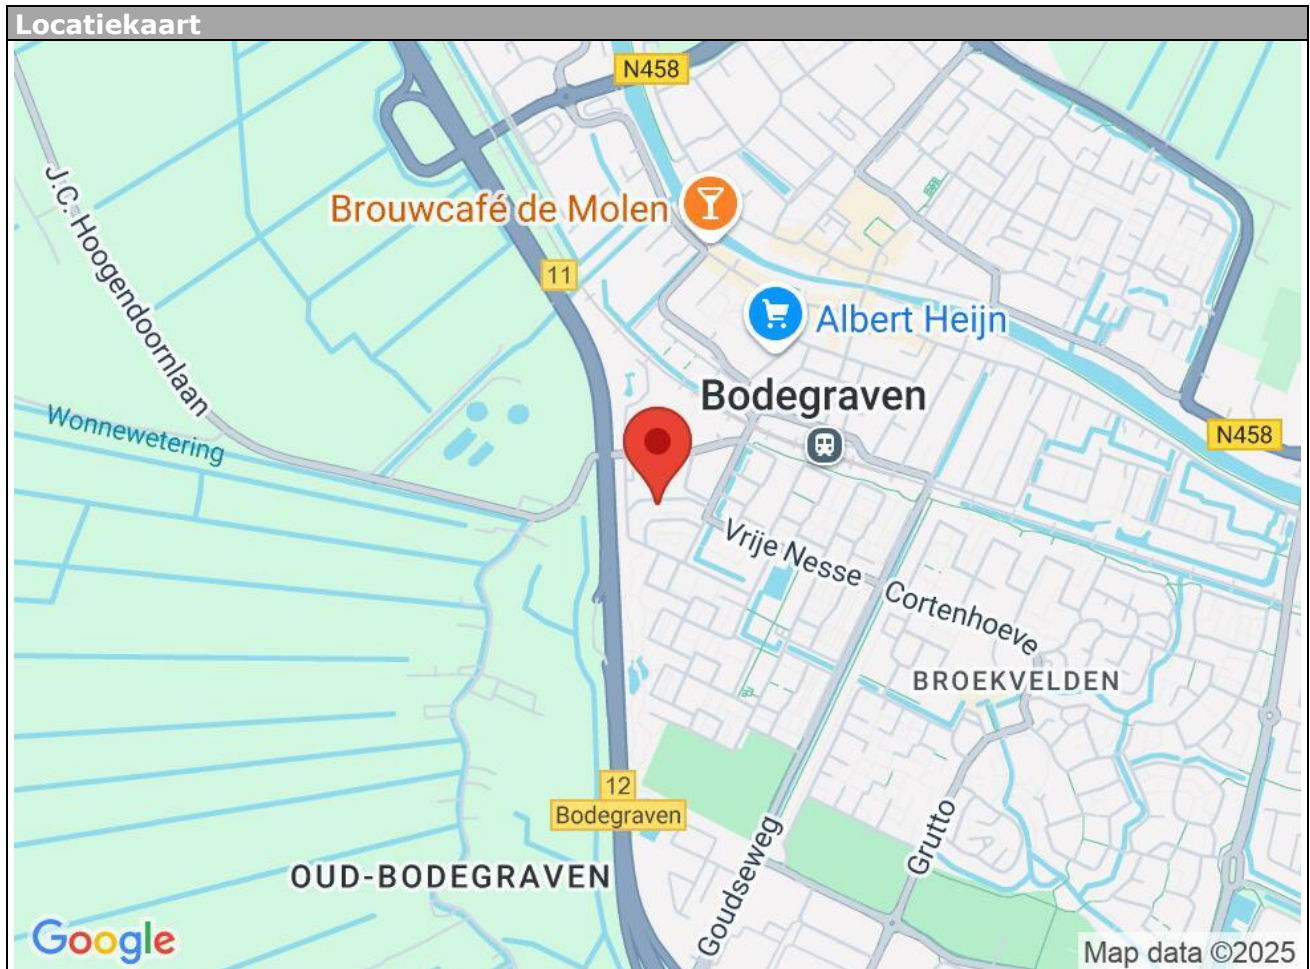 Locatiekaart
N458
J.C. Hoogendoornlaan
Brouwcafé de Molen
11
Albert Heijn
Bodegraven
Wonnewetering
N458
Vrije Nesse
Cortenhoeve
BROEKVELDEN
12
Bodegraven
Grutto
OUD-BODEGRAVEN
Goudseweg
Google
Map data ©2025